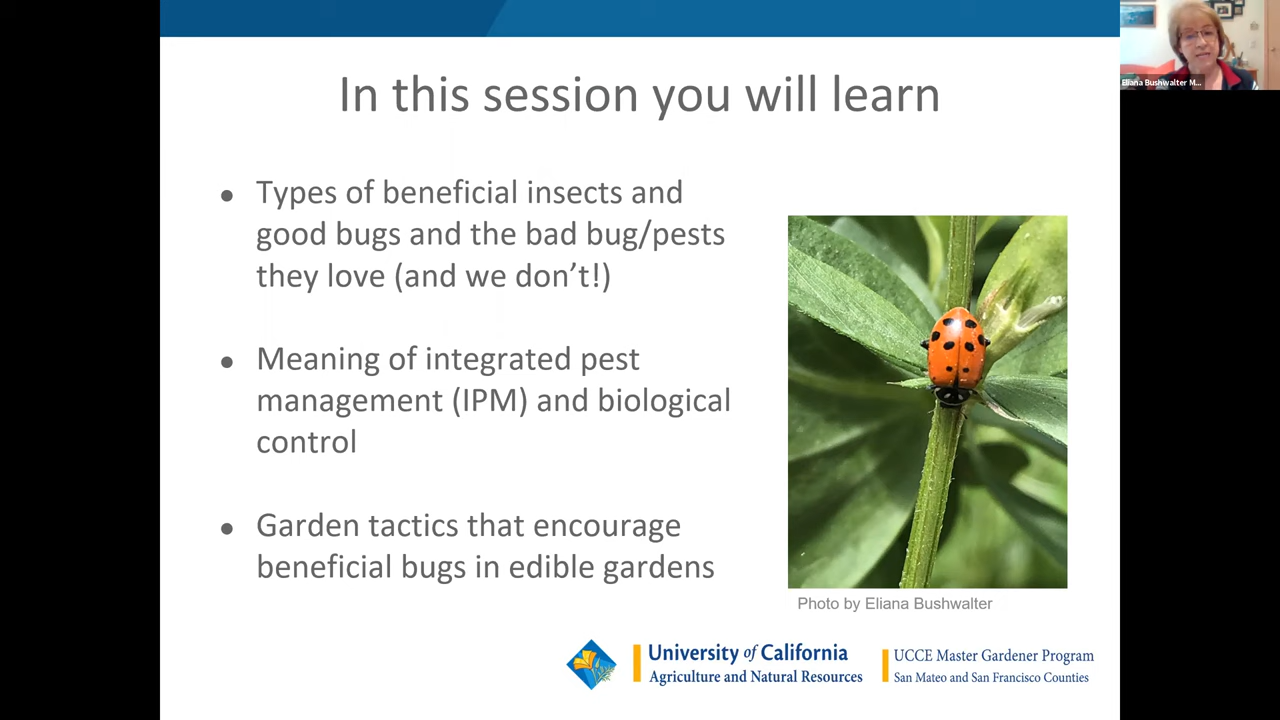 In this session you will learn
● Types of beneficial insects and
good bugs and the bad bug/pests
they love (and we don’t!)
● Meaning of integrated pest
management (IPM) and biological
control
● Garden tactics that encourage
beneficial bugs in edible gardens
Photo by Eliana Bushwalter
University of California
Agriculture and Natural Resources
UCCE Master Gardener Program
San Mateo and San Francisco Counties
Eliana Bushwalter M...